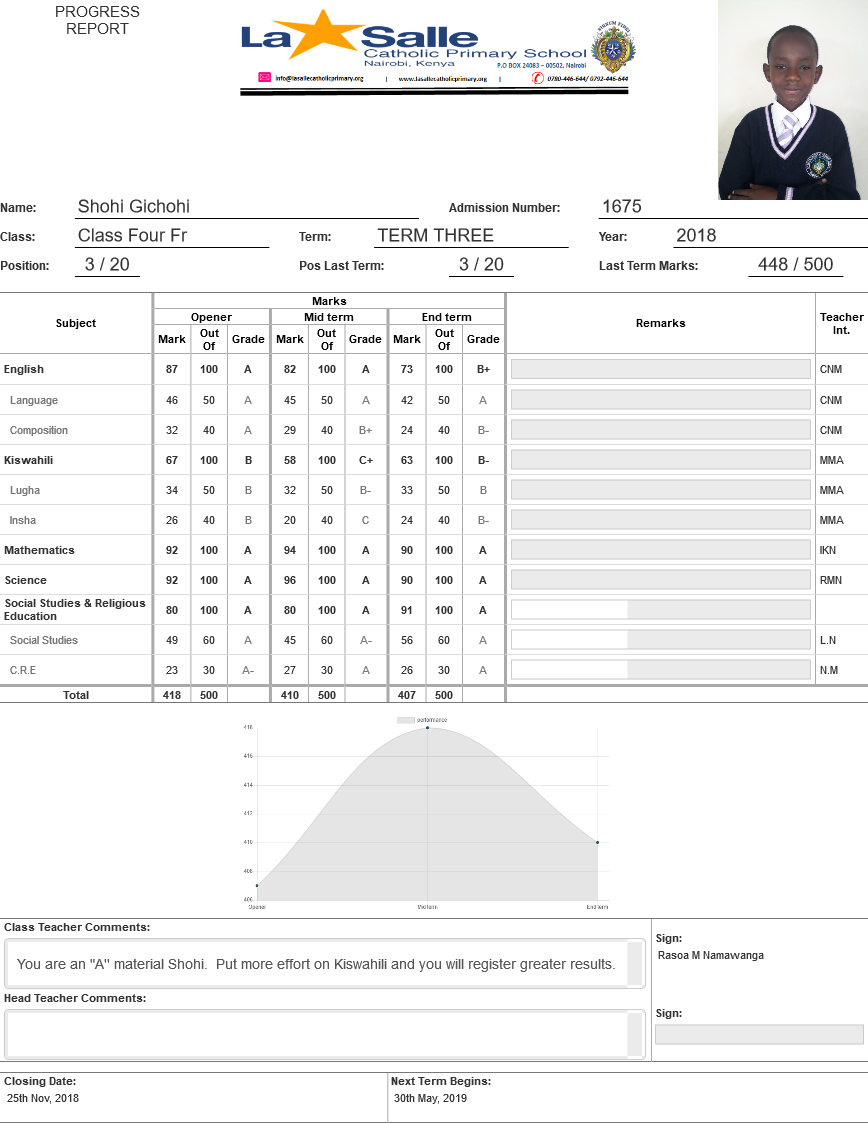 PROGRESS
REPORT
La Salle
Catholic Primary School
Nairobi, Kenya
P.O BOX 24083 – 00502, Nairobi
info@lasallecatholicprimary.org | www.lasallecatholicprimary.org | 0780-446-644/ 0792-446-644
Name: Shohi Gichohi Admission Number: 1675
Class: Class Four Fr Term: TERM THREE Year: 2018
Position: 3 / 20 Pos Last Term: 3 / 20 Last Term Marks: 448 / 500
Subject Marks Remarks Teacher Int.
Opener Mid term End term
Mark Out Of Grade Mark Out Of Grade Mark Out Of Grade
English 87 100 A 82 100 A 73 100 B+ CNM
Language 46 50 A 45 50 A 42 50 A CNM
Composition 32 40 A 29 40 B+ 24 40 B- CNM
Kiswahili 67 100 B 58 100 C+ 63 100 B- MMA
Lugha 34 50 B 32 50 B- 33 50 B MMA
Insha 26 40 B 20 40 C 24 40 B- MMA
Mathematics 92 100 A 94 100 A 90 100 A IKN
Science 92 100 A 96 100 A 90 100 A RMN
Social Studies & Religious
Education 80 100 A 80 100 A 91 100 A
Social Studies 49 60 A 45 60 A- 56 60 A L.N
C.R.E 23 30 A- 27 30 A 26 30 A N.M
Total 418 500 410 500 407 500
performance
418
416
414
412
410
408
406
Opener Mid term End term
Class Teacher Comments:
You are an "A" material Shohi. Put more effort on Kiswahili and you will register greater results.
Sign:
Rasoa M Namawanga
Head Teacher Comments:
Sign:
Closing Date: Next Term Begins:
25th Nov, 2018 30th May, 2019